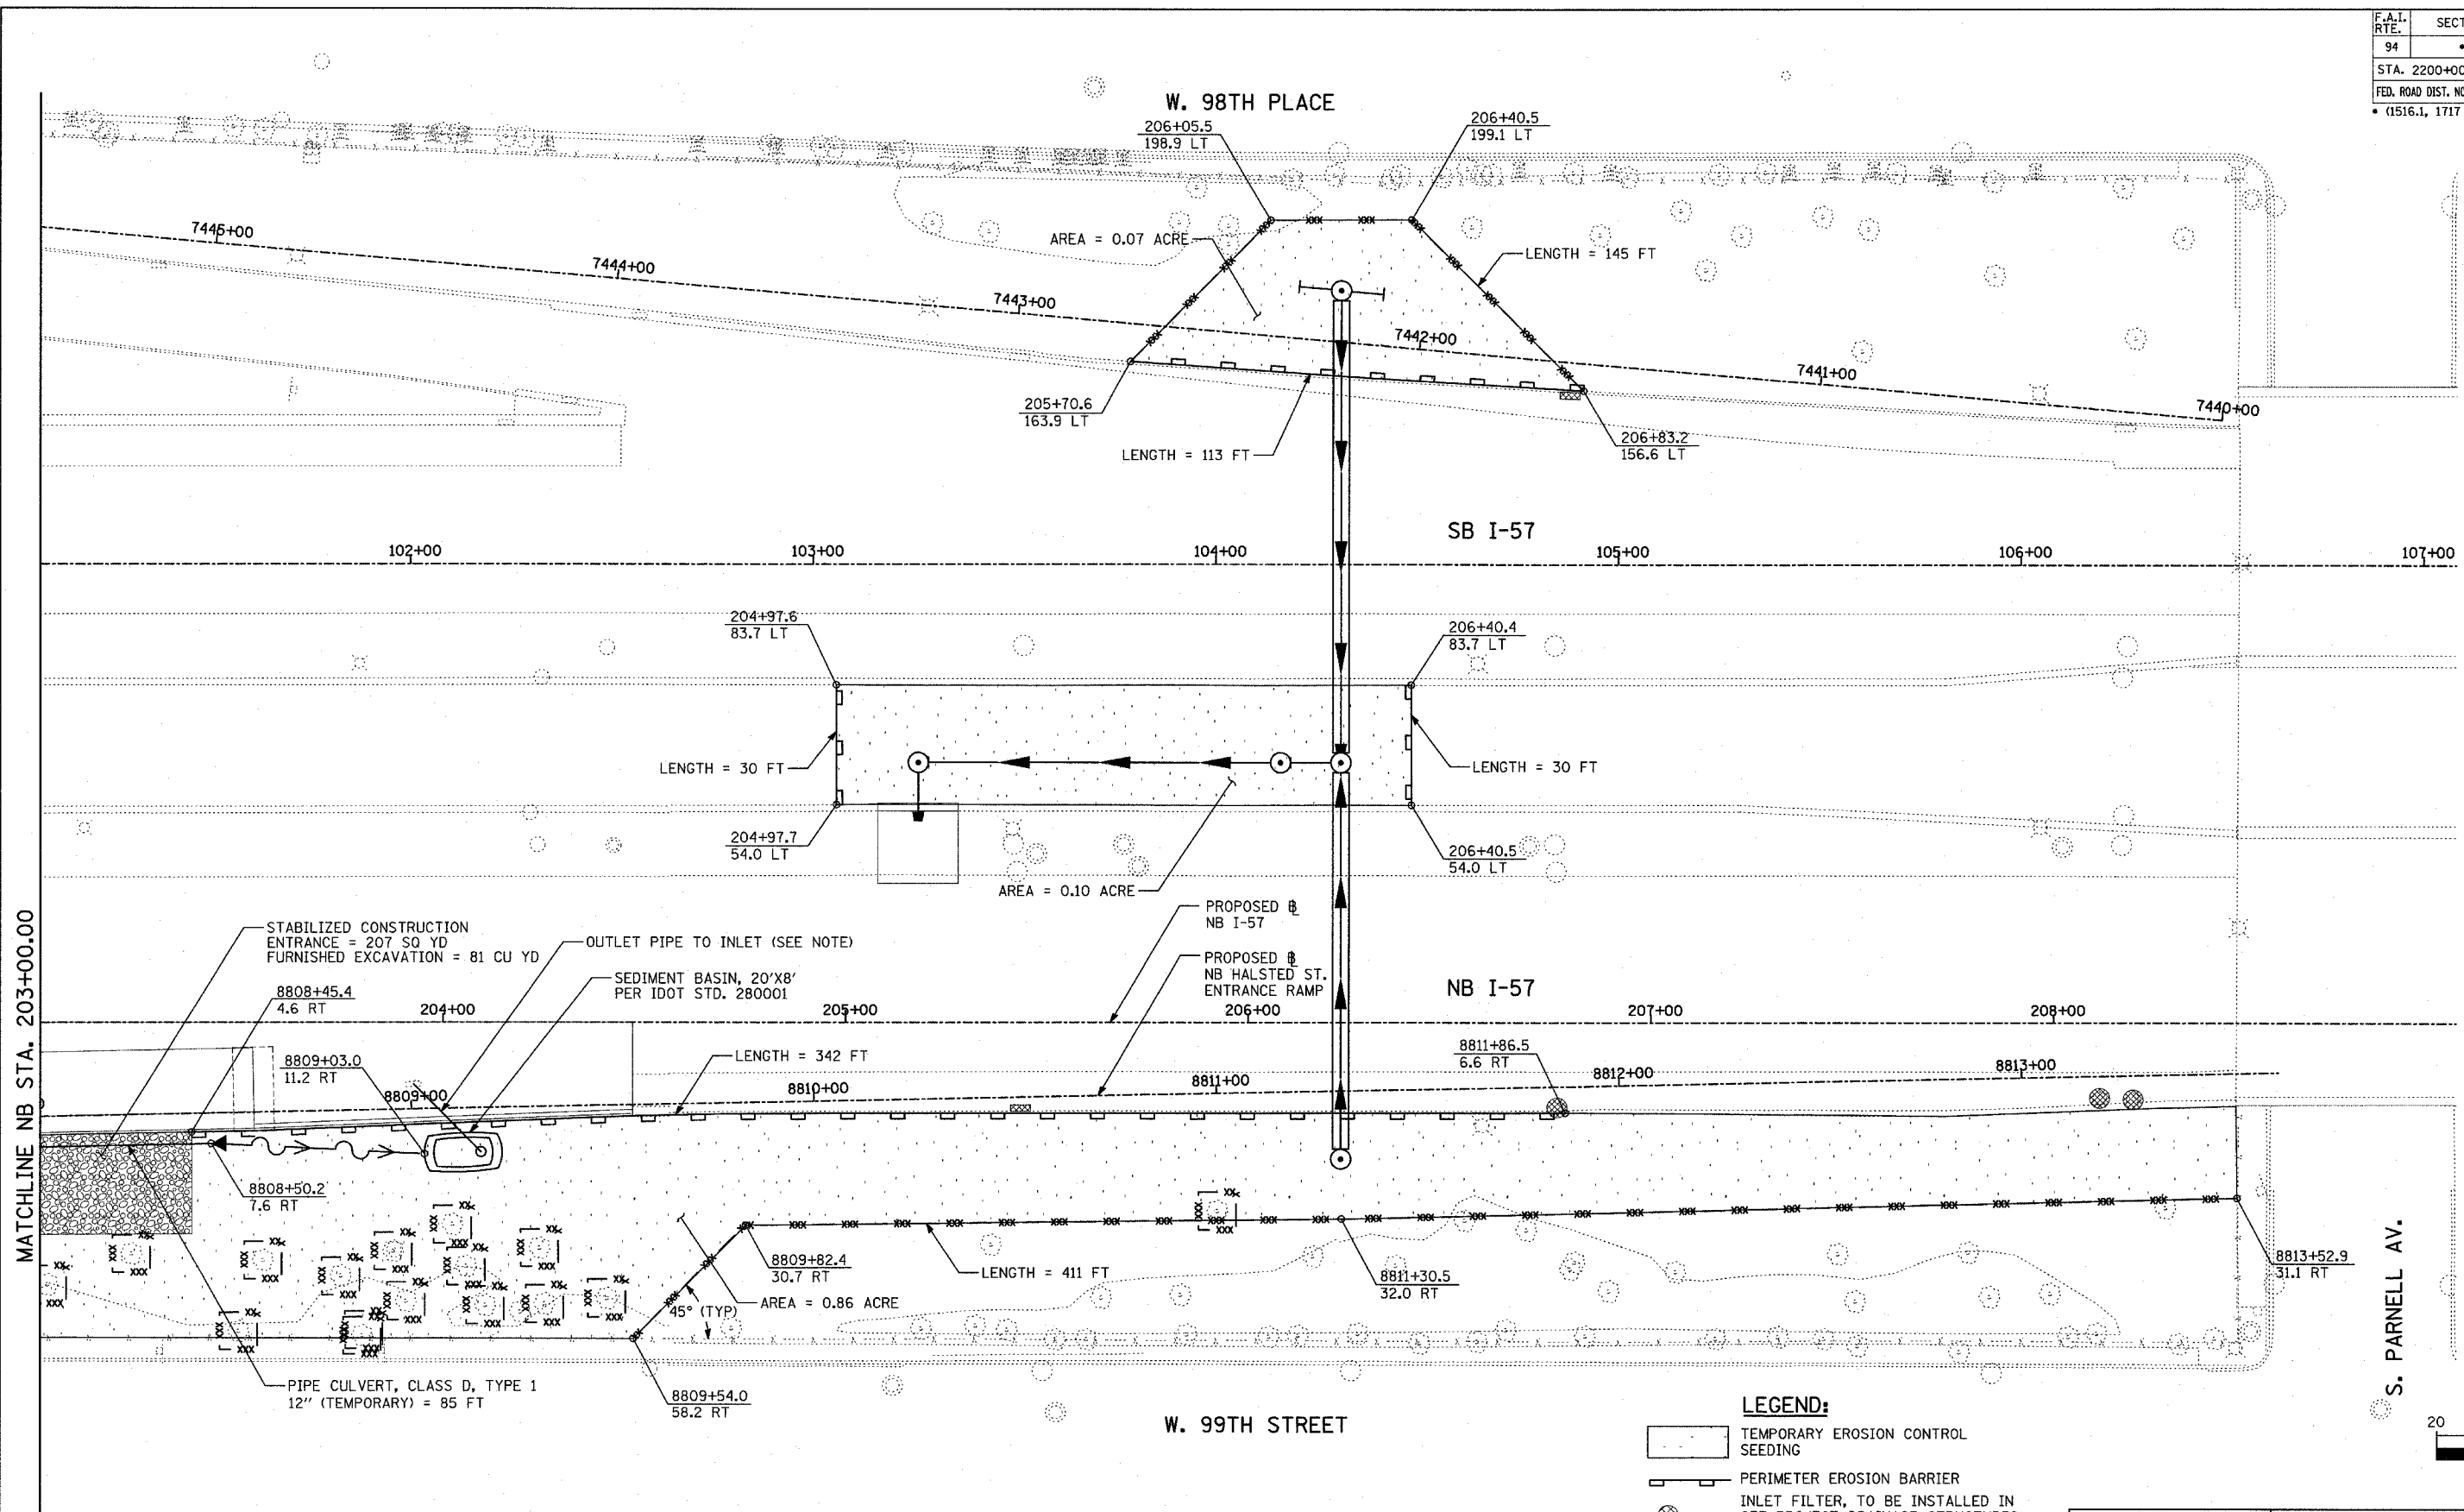 F.A.I.
RTE.
SECT
94
STA. 2200+00
FED. ROAD DIST. NO
• (1516.1, 1717
W. 98TH PLACE
206+05.5
198.9 LT
206+40.5
199.1 LT
AREA = 0.07 ACRE
LENGTH = 145 FT
7445+00
7444+00
7443+00
7442+00
7441+00
7440+00
205+70.6
163.9 LT
LENGTH = 113 FT
206+83.2
156.6 LT
SB I-57
102+00
103+00
104+00
105+00
106+00
107+00
204+97.6
83.7 LT
206+40.4
83.7 LT
LENGTH = 30 FT
LENGTH = 30 FT
204+97.7
54.0 LT
206+40.5
54.0 LT
AREA = 0.10 ACRE
PROPOSED ℄
NB I-57
STABILIZED CONSTRUCTION
ENTRANCE = 207 SQ YD
FURNISHED EXCAVATION = 81 CU YD
OUTLET PIPE TO INLET (SEE NOTE)
SEDIMENT BASIN, 20'X8'
PER IDOT STD. 280001
PROPOSED ℄
NB HALSTED ST.
ENTRANCE RAMP
NB I-57
MATCHLINE NB STA. 203+00.00
8808+45.4
4.6 RT
204+00
205+00
206+00
207+00
208+00
8809+03.0
11.2 RT
LENGTH = 342 FT
8811+86.5
6.6 RT
8809+00
8810+00
8811+00
8812+00
8813+00
8808+50.2
7.6 RT
8809+82.4
30.7 RT
LENGTH = 411 FT
8811+30.5
32.0 RT
8813+52.9
31.1 RT
45° (TYP)
AREA = 0.86 ACRE
PIPE CULVERT, CLASS D, TYPE 1
12" (TEMPORARY) = 85 FT
8809+54.0
58.2 RT
W. 99TH STREET
S. PARNELL AV.
20
LEGEND:
TEMPORARY EROSION CONTROL
SEEDING
PERIMETER EROSION BARRIER
INLET FILTER, TO BE INSTALLED IN